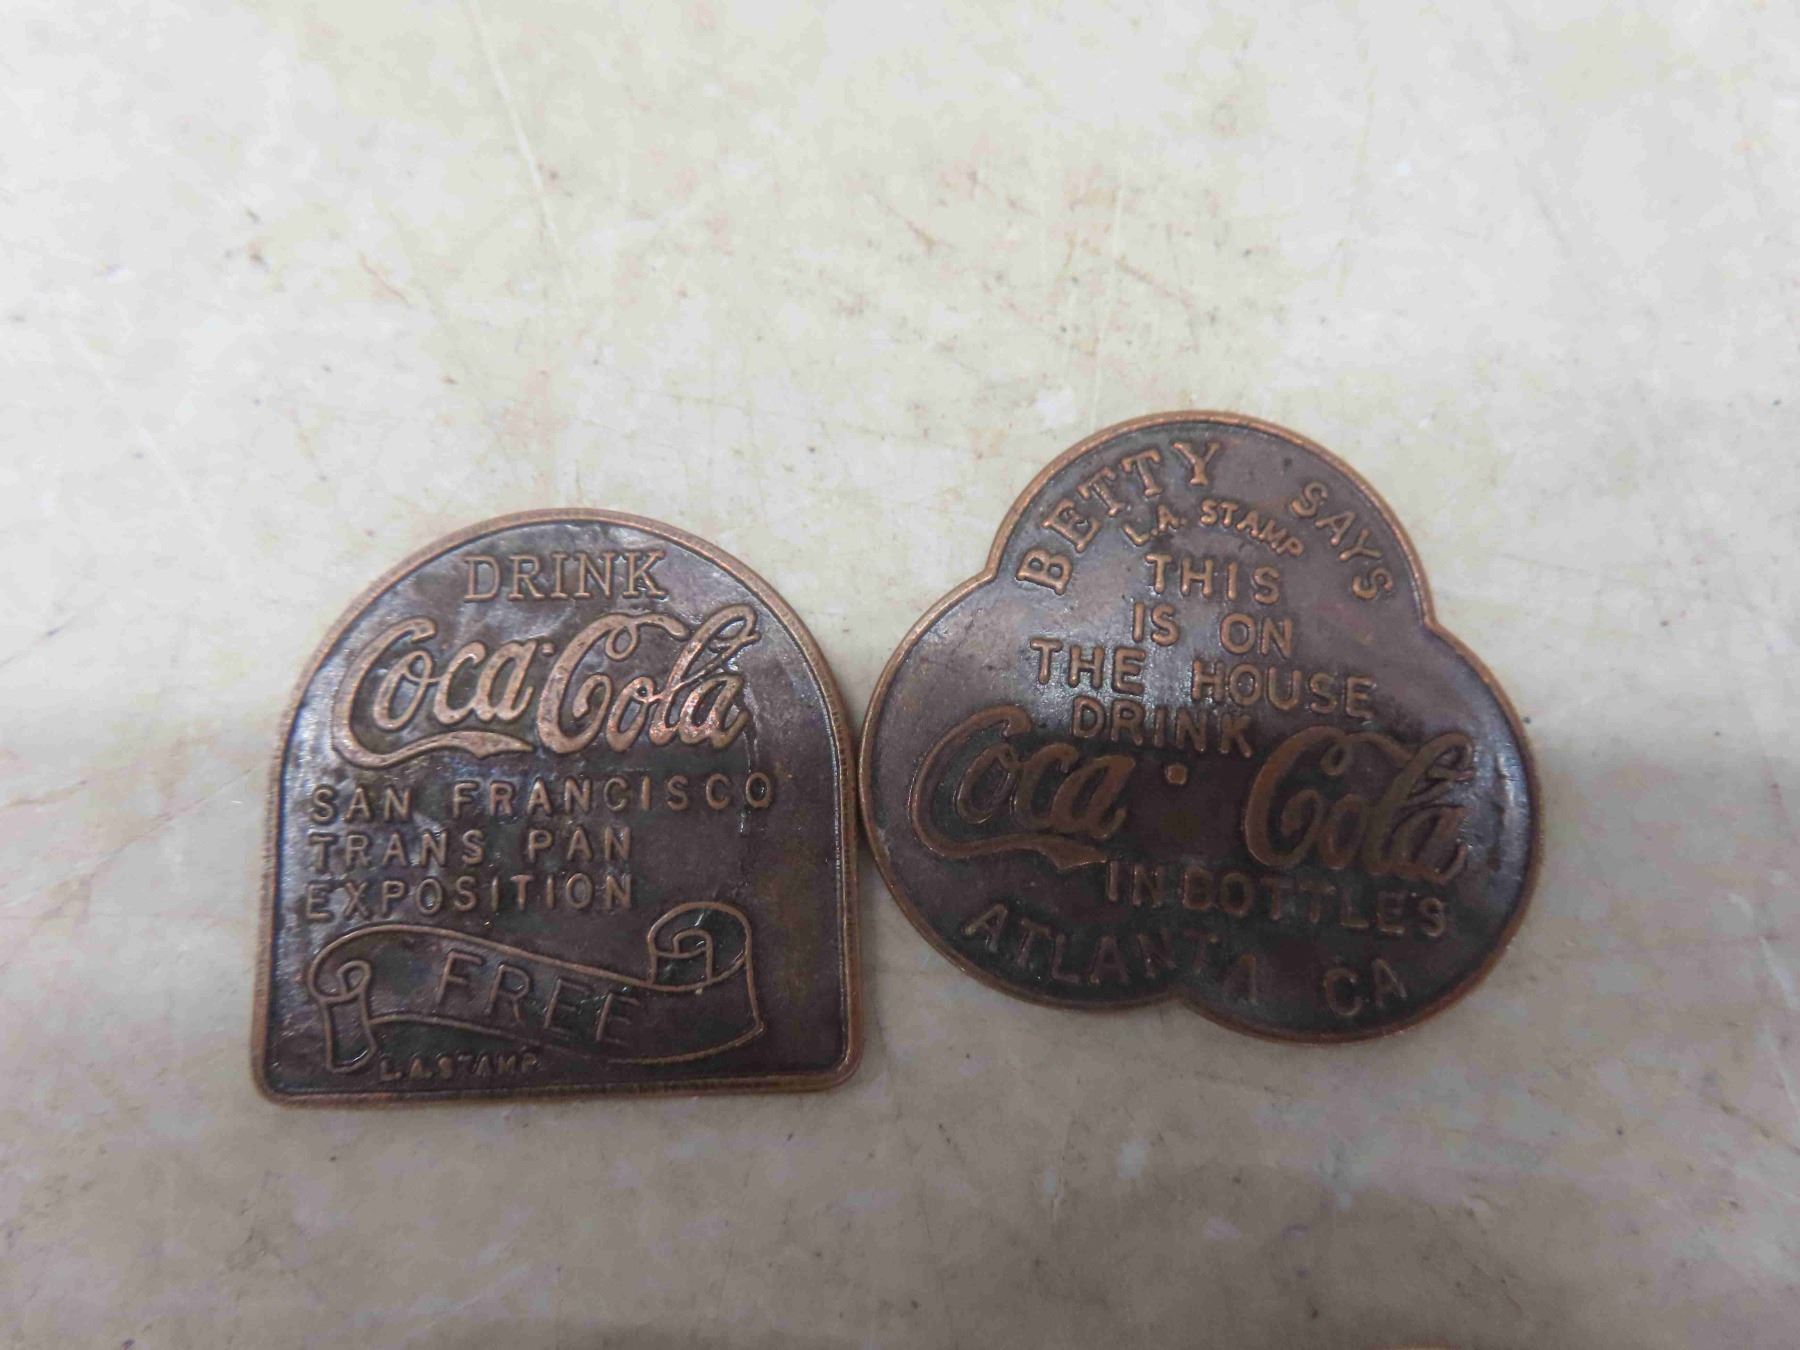 DRINK
Coca-Cola
SAN FRANCISCO
TRANS PAN
EXPOSITION
FREE
L.A.STAMP
BETTY SAYS
L.A. STAMP
THIS
IS ON
THE HOUSE
DRINK
Coca · Cola
IN BOTTLES
ATLANTA CA